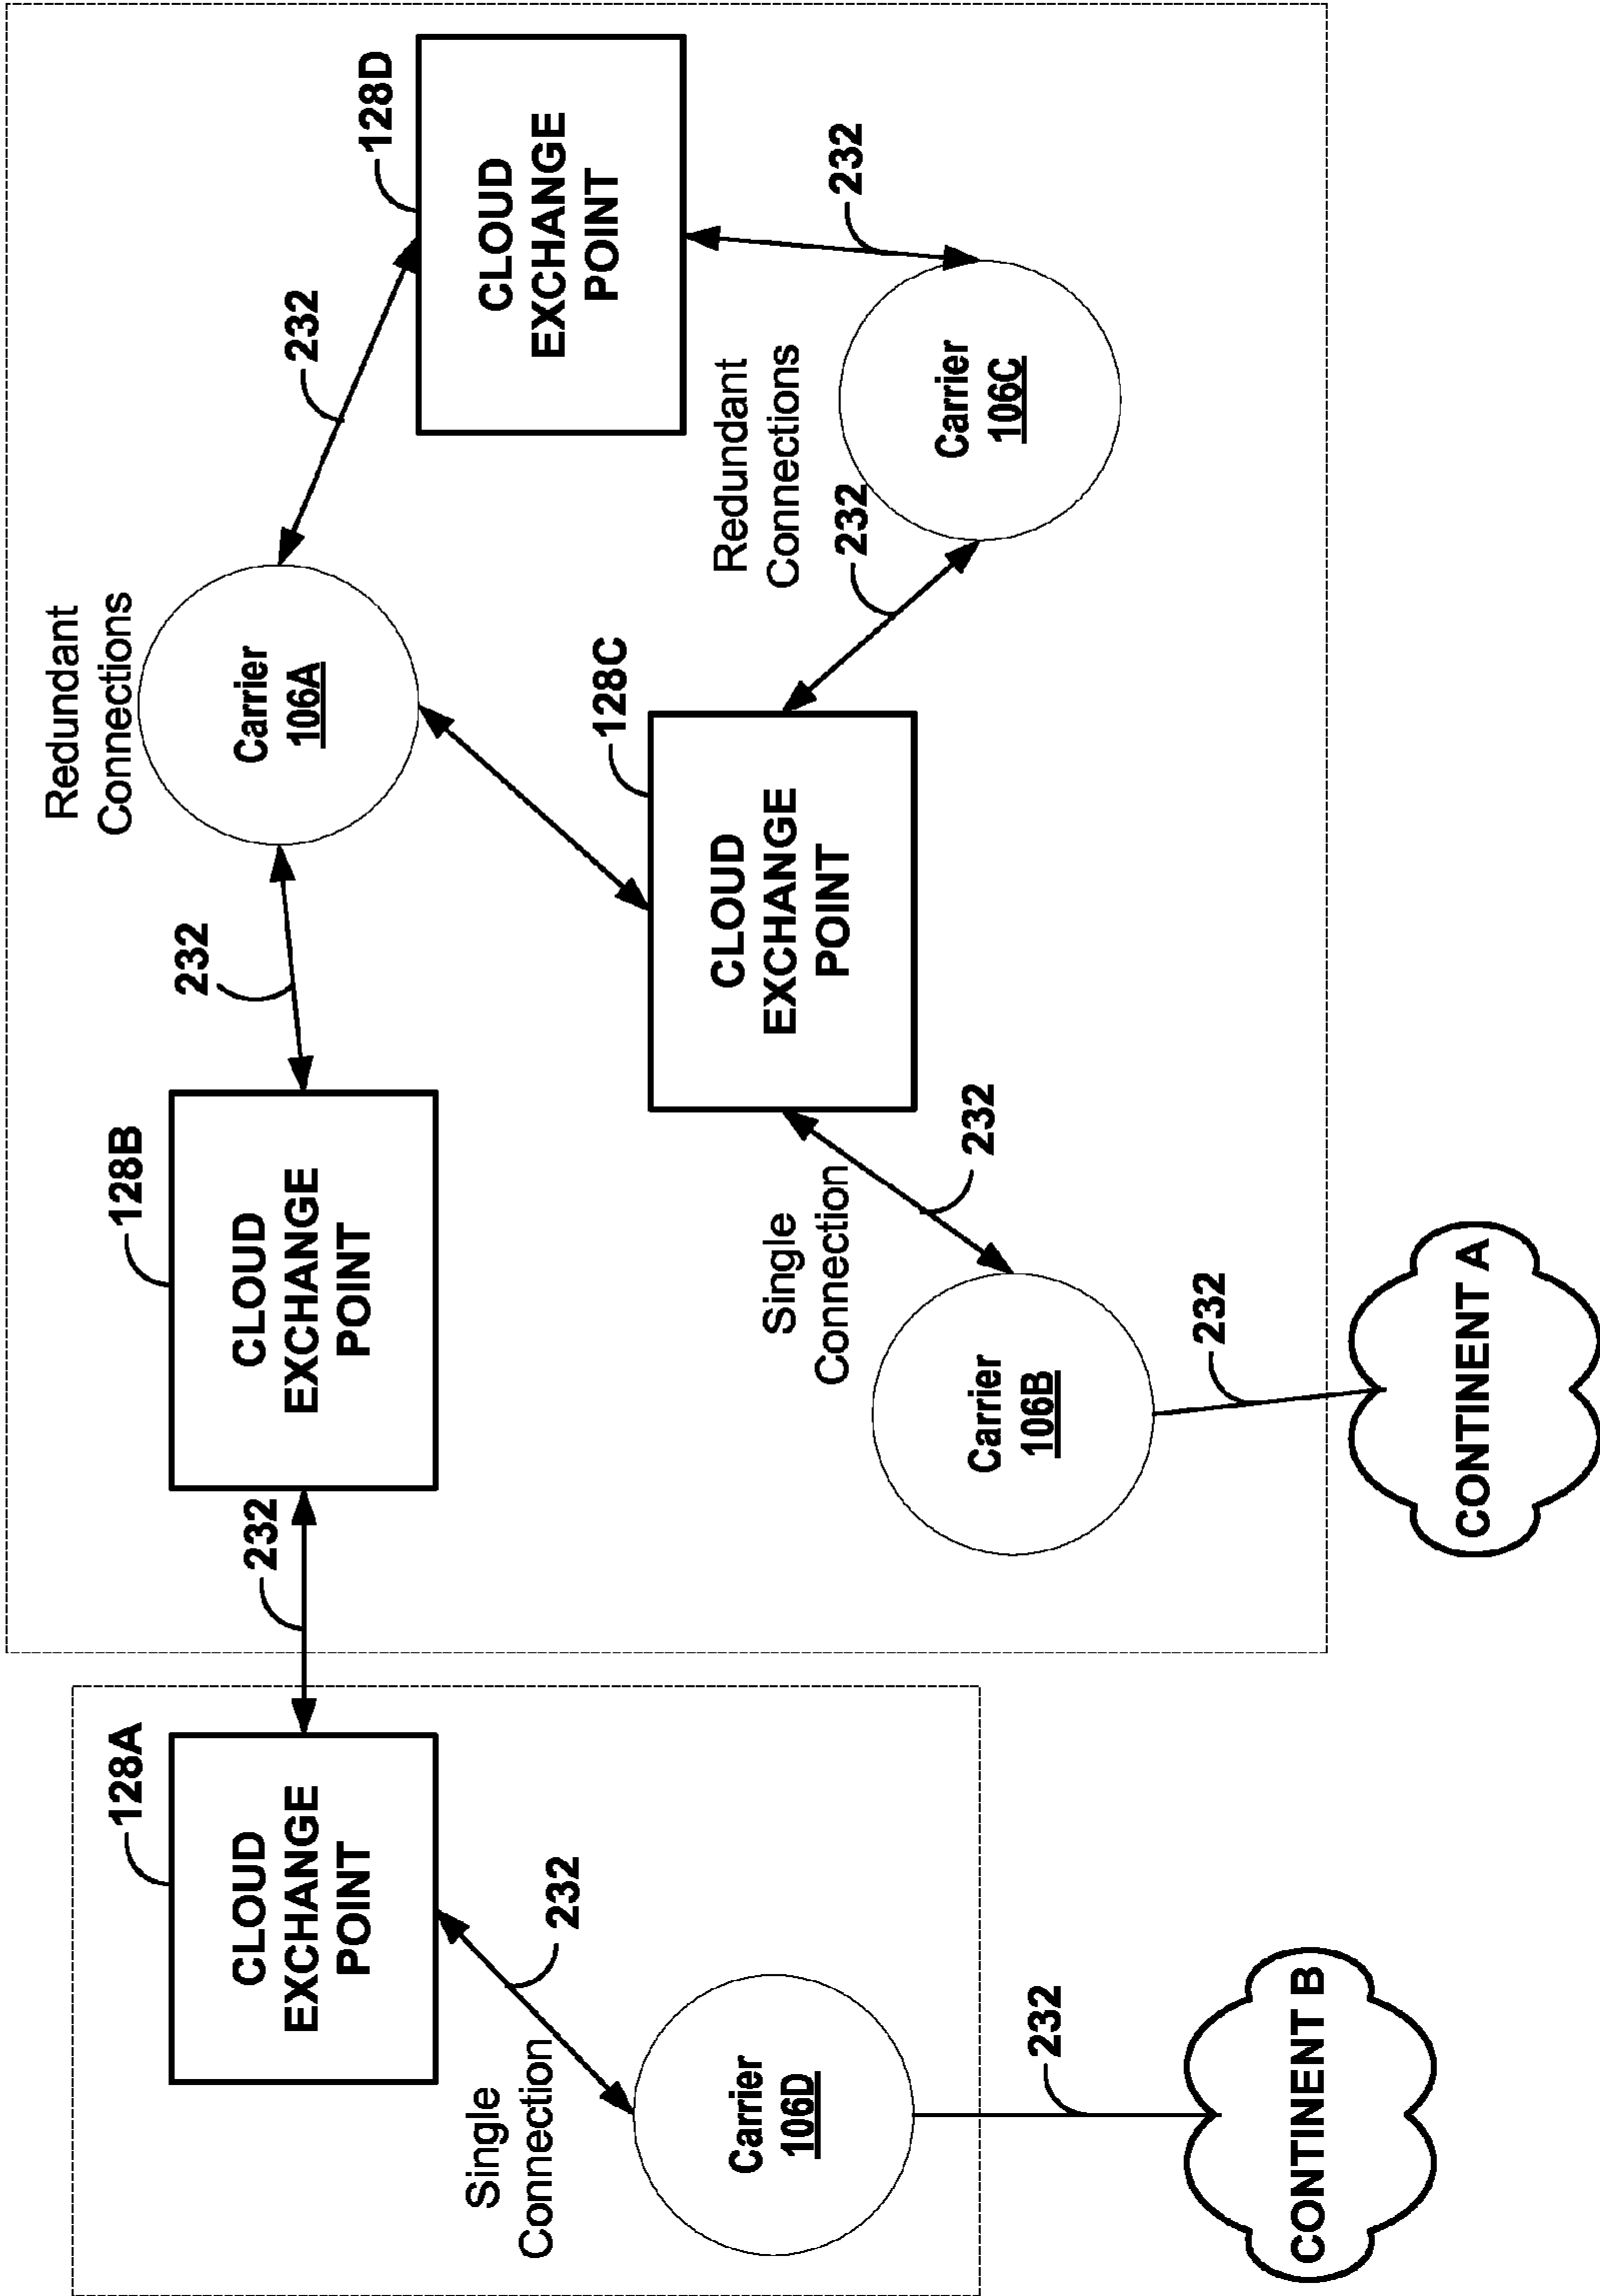 128A
CLOUD
EXCHANGE
POINT
232
128B
CLOUD
EXCHANGE
POINT
232
Redundant
Connections
Carrier
106A
232
128D
CLOUD
EXCHANGE
POINT
Single
Connection
232
Carrier
106D
232
CONTINENT B
128C
CLOUD
EXCHANGE
POINT
Single
Connection
232
Carrier
106B
232
CONTINENT A
Redundant
Connections
232
232
Carrier
106C